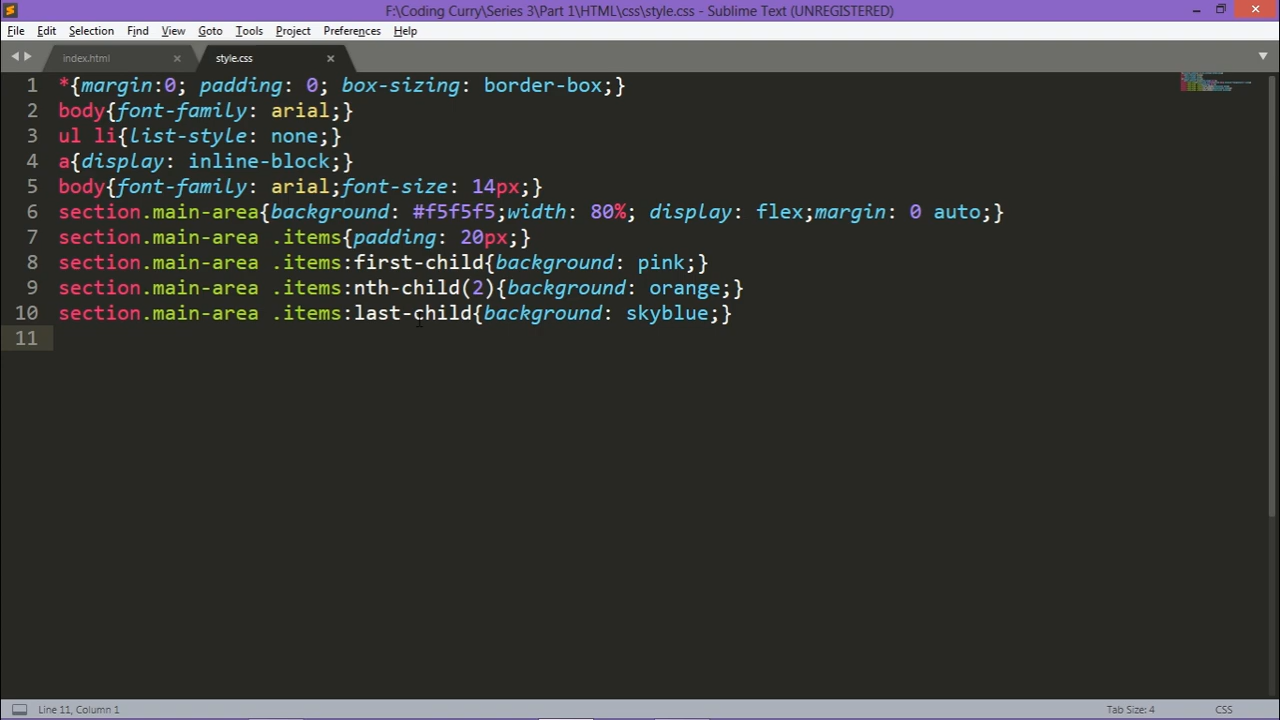 F:\Coding Curry\Series 3\Part 1\HTML\css\style.css - Sublime Text (UNREGISTERED)
File Edit Selection Find View Goto Tools Project Preferences Help
index.html style.css
1 *{margin:0; padding: 0; box-sizing: border-box;}
2 body{font-family: arial;}
3 ul li{list-style: none;}
4 a{display: inline-block;}
5 body{font-family: arial;font-size: 14px;}
6 section.main-area{background: #f5f5f5;width: 80%; display: flex;margin: 0 auto;}
7 section.main-area .items{padding: 20px;}
8 section.main-area .items:first-child{background: pink;}
9 section.main-area .items:nth-child(2){background: orange;}
10 section.main-area .items:last-child{background: skyblue;}
11
Line 11, Column 1 Tab Size: 4 CSS